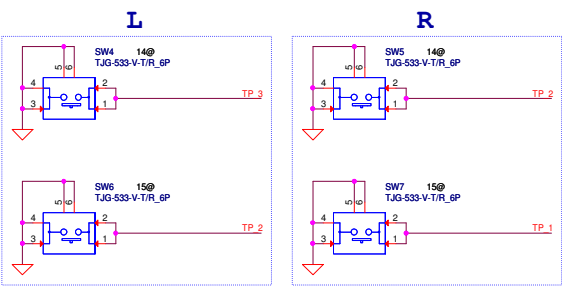 L
R
SW4 14@
TJG-533-V-T/R_6P
5 6
4 2
3 1
TP_3
SW5 14@
TJG-533-V-T/R_6P
5 6
4 2
3 1
TP_2
SW6 15@
TJG-533-V-T/R_6P
5 6
4 2
3 1
TP_2
SW7 15@
TJG-533-V-T/R_6P
5 6
4 2
3 1
TP_1